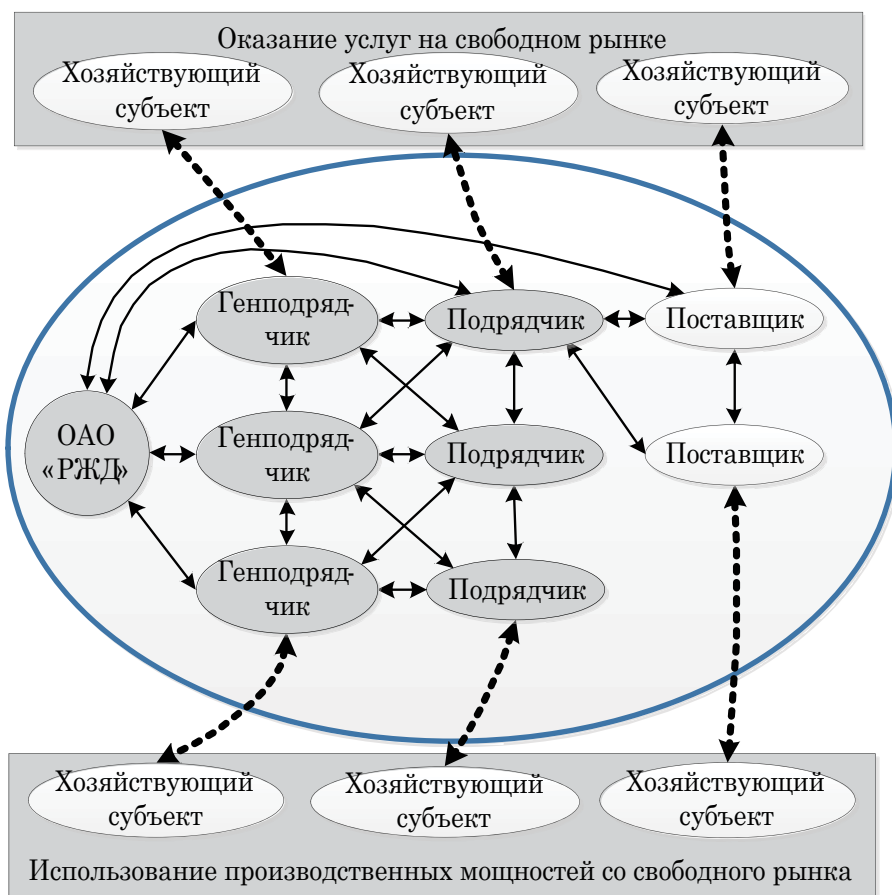 Оказание услуг на свободном рынке
Хозяйствующий
субъект
Хозяйствующий
субъект
Хозяйствующий
субъект
Генподряд-
чик
Подрядчик
Поставщик
ОАО
«РЖД»
Генподряд-
чик
Подрядчик
Поставщик
Генподряд-
чик
Подрядчик
Хозяйствующий
субъект
Хозяйствующий
субъект
Хозяйствующий
субъект
Использование производственных мощностей со свободного рынка